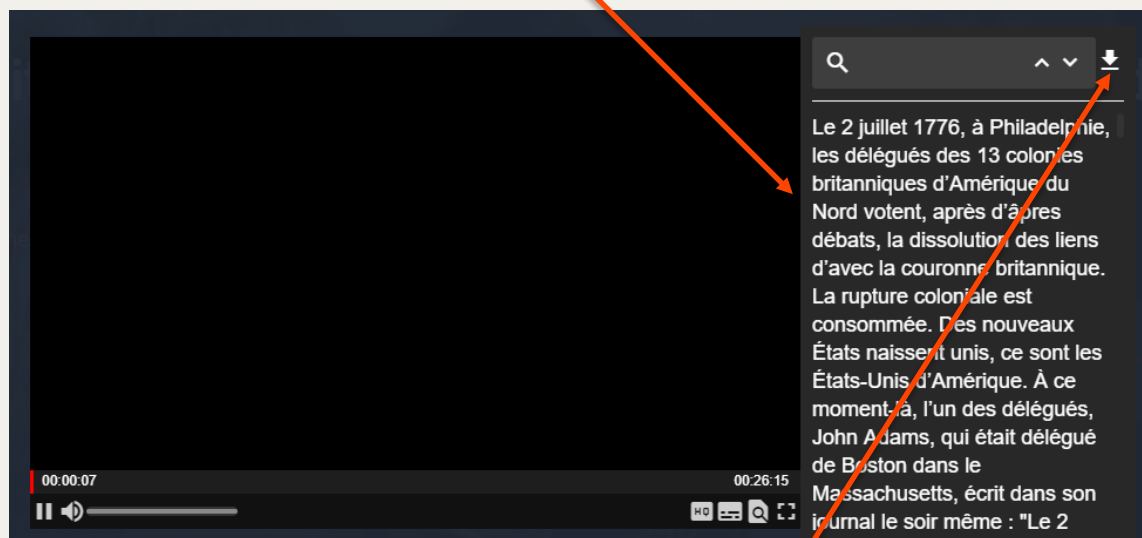 Le 2 juillet 1776, à Philadelphie,
les délégués des 13 colonies
britanniques d’Amérique du
Nord votent, après d’âpres
débats, la dissolution des liens
d’avec la couronne britannique.
La rupture coloniale est
consommée. Des nouveaux
États naissent unis, ce sont les
États-Unis d’Amérique. À ce
moment-là, l’un des délégués,
John Adams, qui était délégué
de Boston dans le
Massachusetts, écrit dans son
journal le soir même : "Le 2
00:00:07
00:26:15
HQ